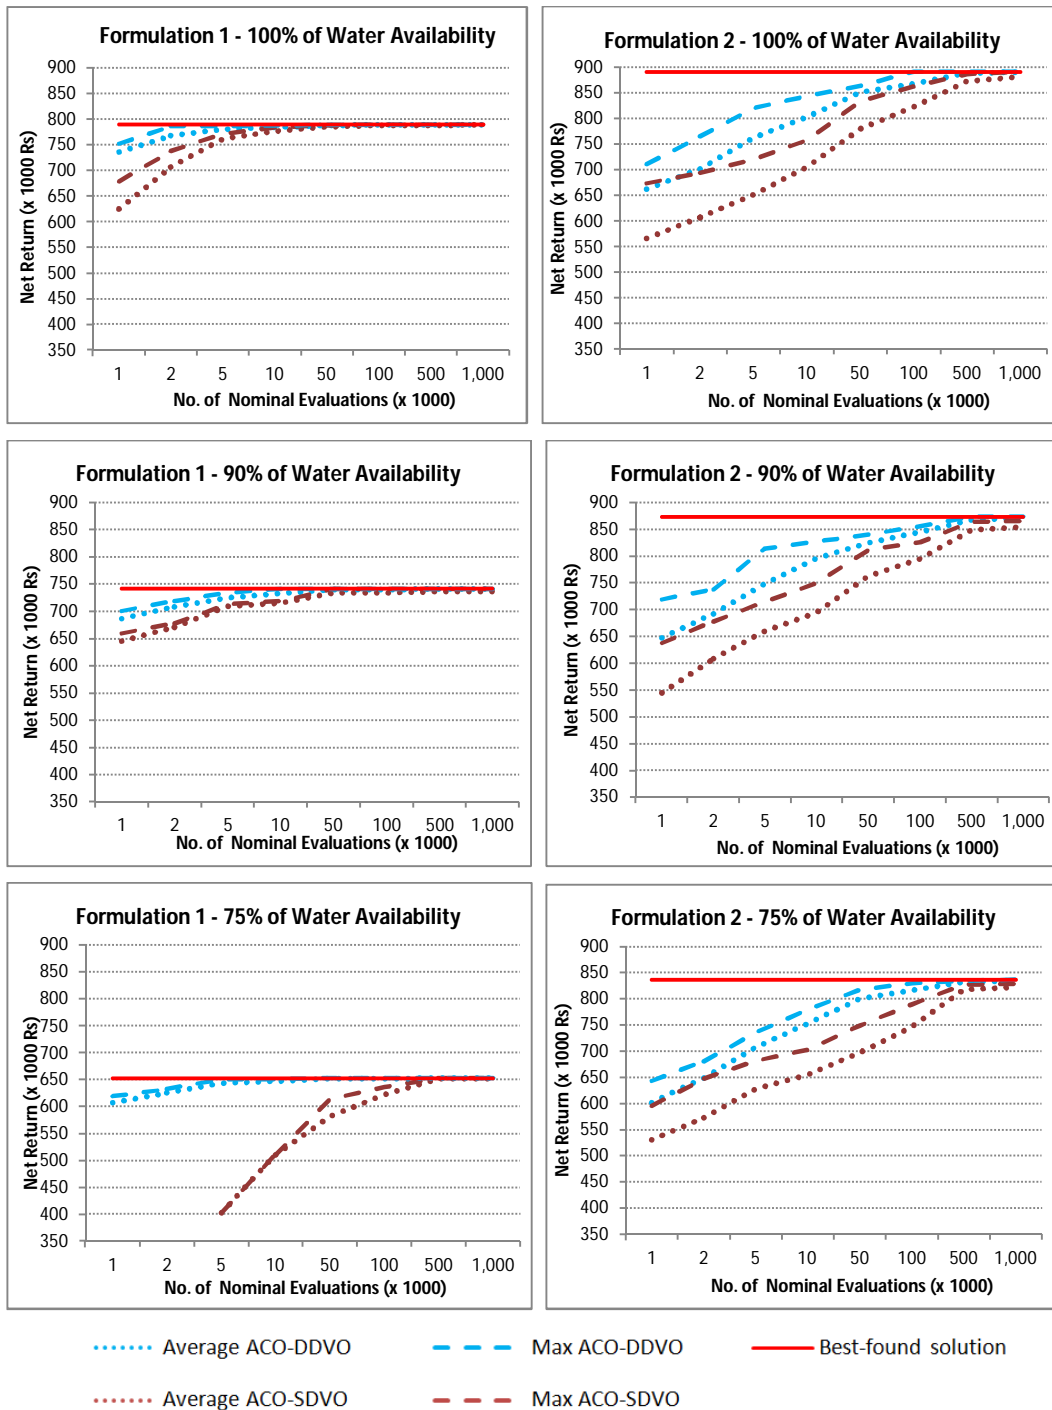 Formulation 1 - 100% of Water Availability
Net Return (x 1000 Rs)
900
850
800
750
700
650
600
550
500
450
400
350
1 2 5 10 50 100 500 1,000
No. of Nominal Evaluations (x 1000)
Formulation 2 - 100% of Water Availability
Net Return (x 1000 Rs)
900
850
800
750
700
650
600
550
500
450
400
350
1 2 5 10 50 100 500 1,000
No. of Nominal Evaluations (x 1000)
Formulation 1 - 90% of Water Availability
Net Return (x 1000 Rs)
900
850
800
750
700
650
600
550
500
450
400
350
1 2 5 10 50 100 500 1,000
No. of Nominal Evaluations (x 1000)
Formulation 2 - 90% of Water Availability
Net Return (x 1000 Rs)
900
850
800
750
700
650
600
550
500
450
400
350
1 2 5 10 50 100 500 1,000
No. of Nominal Evaluations (x 1000)
Formulation 1 - 75% of Water Availability
Net Return (x 1000 Rs)
900
850
800
750
700
650
600
550
500
450
400
350
1 2 5 10 50 100 500 1,000
No. of Nominal Evaluations (x 1000)
Formulation 2 - 75% of Water Availability
Net Return (x 1000 Rs)
900
850
800
750
700
650
600
550
500
450
400
350
1 2 5 10 50 100 500 1,000
No. of Nominal Evaluations (x 1000)
Average ACO-DDVO Max ACO-DDVO Best-found solution
Average ACO-SDVO Max ACO-SDVO